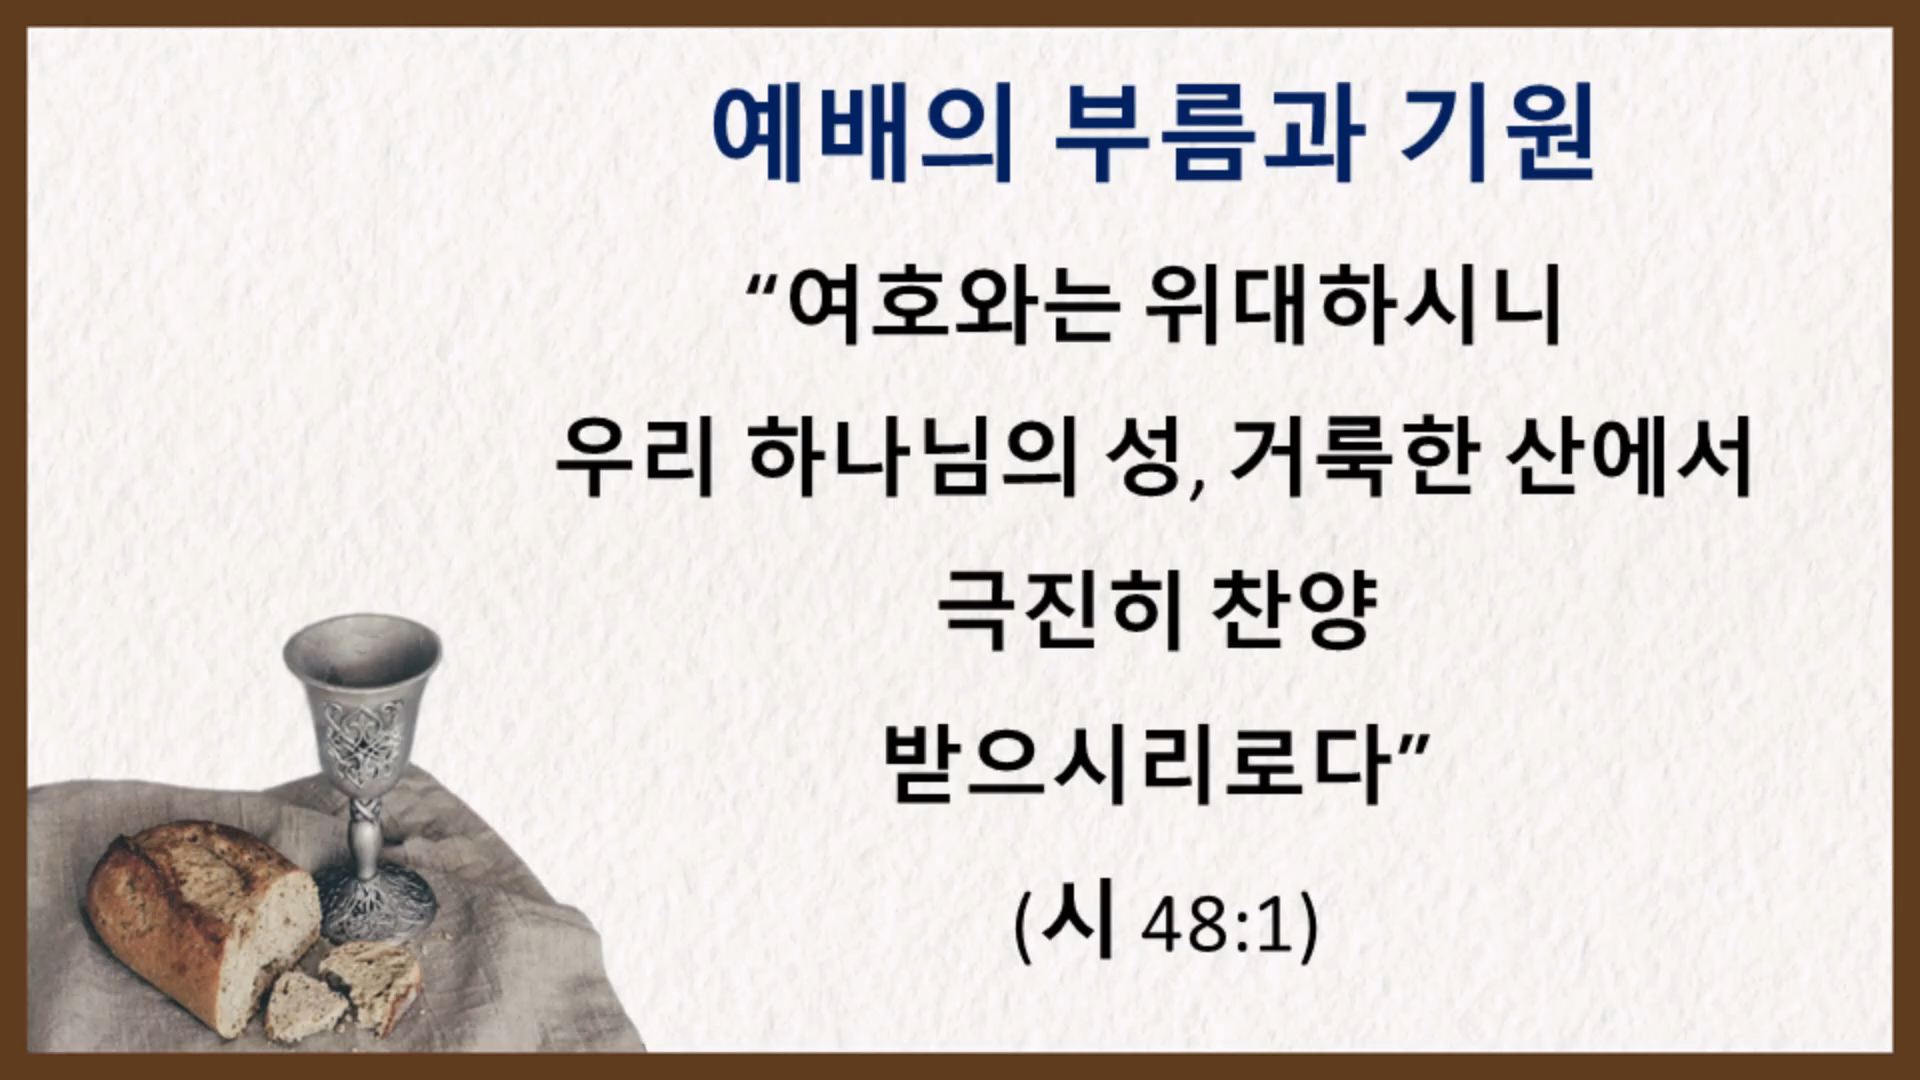 예배의 부름과 기원
“여호와는 위대하시니
우리 하나님의 성, 거룩한 산에서
극진히 찬양
받으시리로다”
(시 48:1)